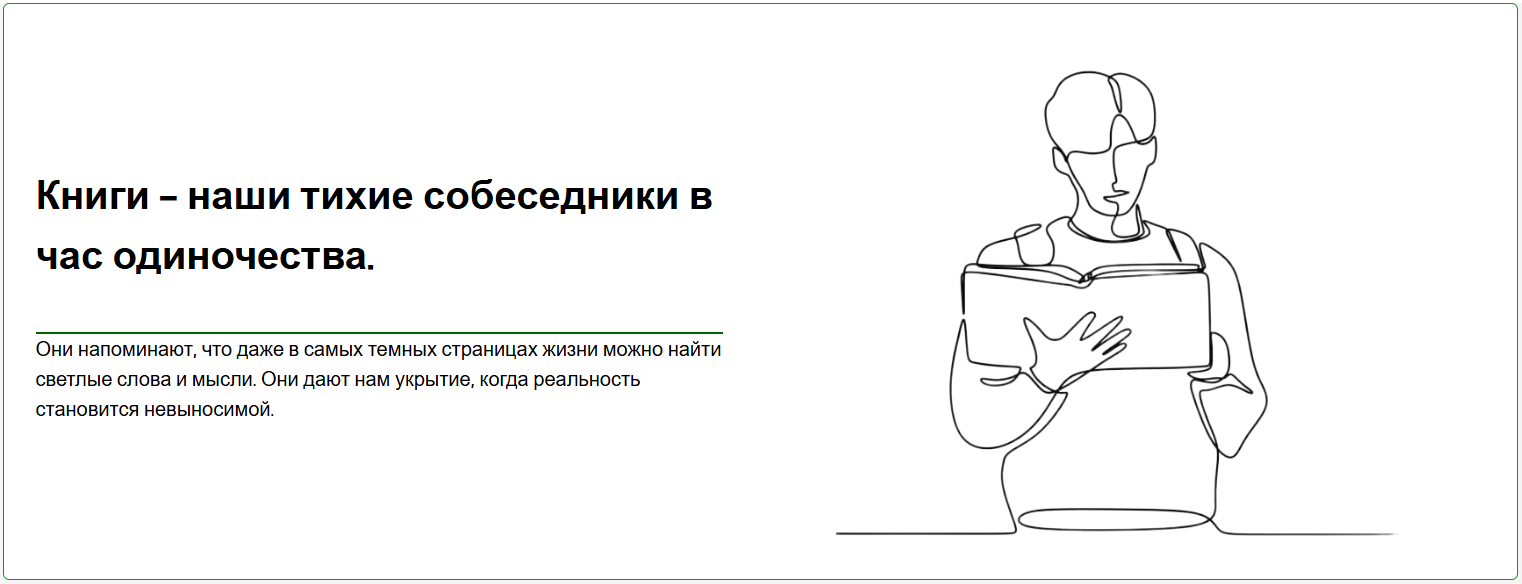 Книги – наши тихие собеседники в
час одиночества.
Они напоминают, что даже в самых темных страницах жизни можно найти
светлые слова и мысли. Они дают нам укрытие, когда реальность
становится невыносимой.